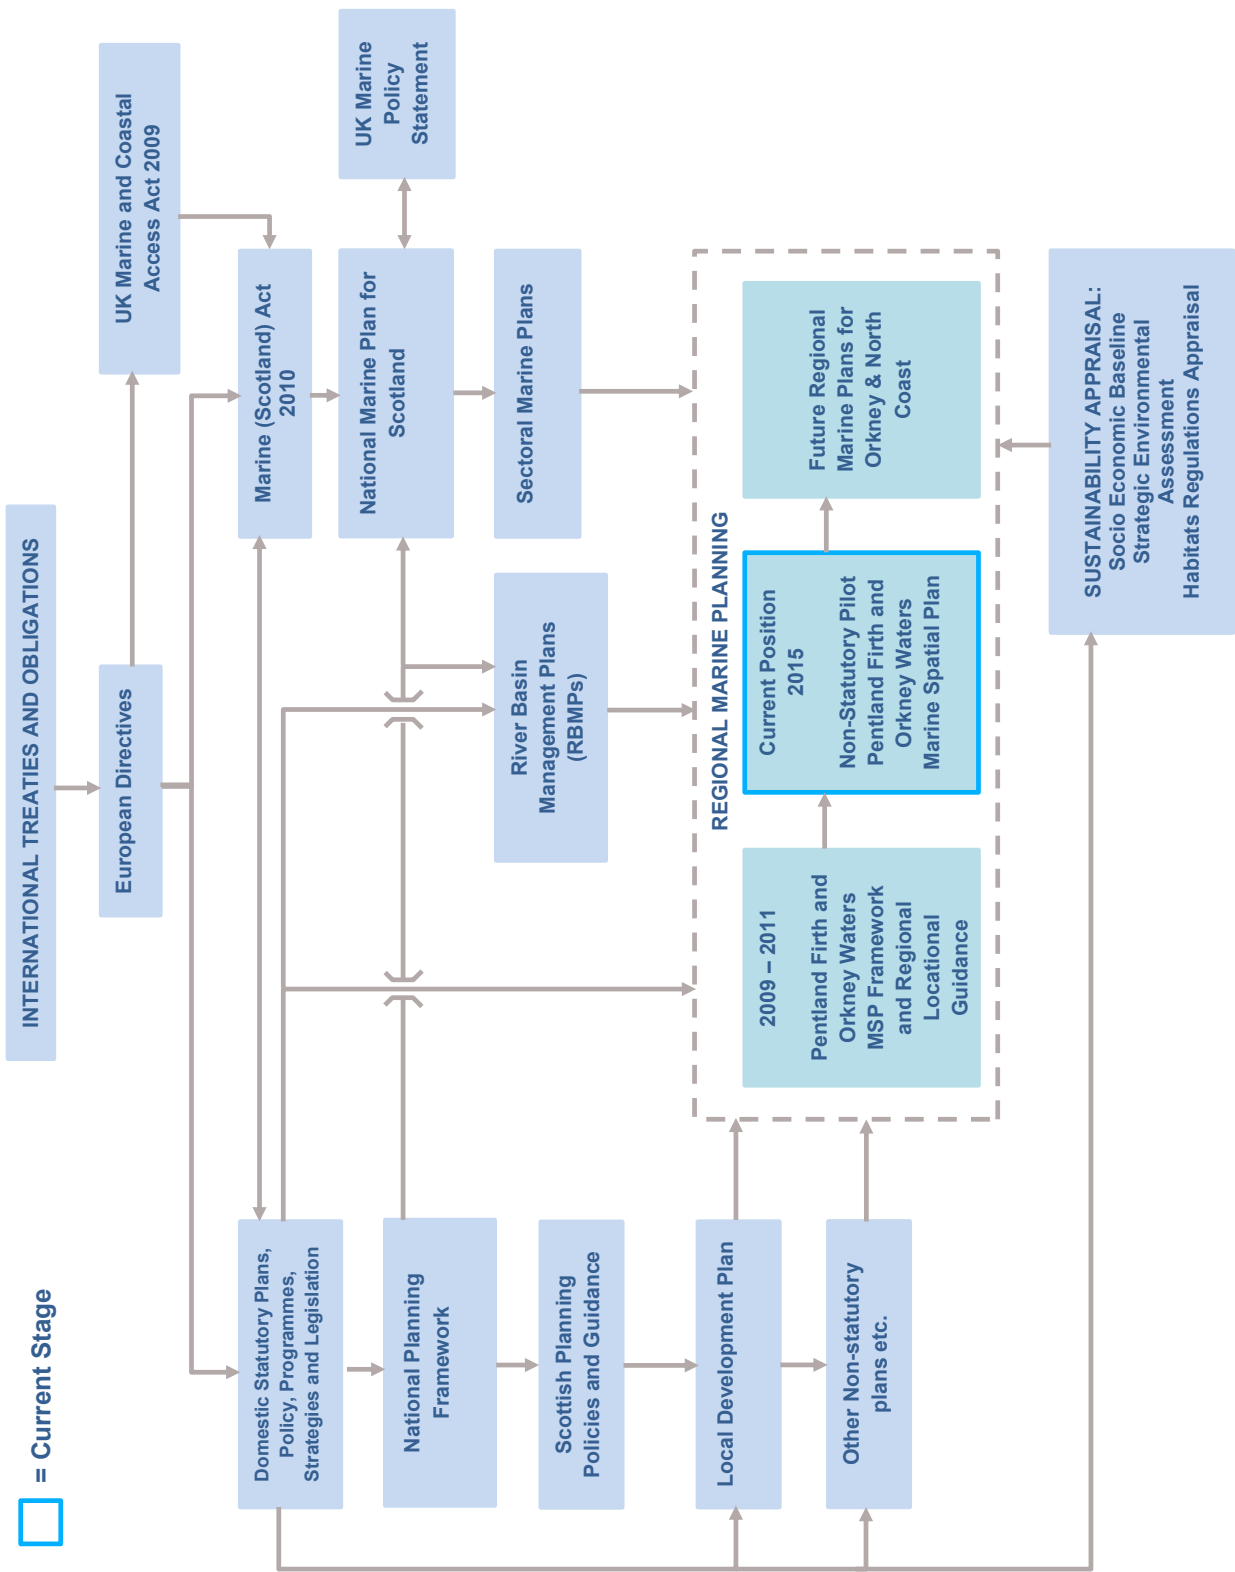 = Current Stage
INTERNATIONAL TREATIES AND OBLIGATIONS
European Directives
UK Marine and Coastal
Access Act 2009
Domestic Statutory Plans,
Policy, Programmes,
Strategies and Legislation
Marine (Scotland) Act
2010
National Planning
Framework
National Marine Plan for
Scotland
UK Marine
Policy
Statement
Scottish Planning
Policies and Guidance
River Basin
Management Plans
(RBMPs)
Sectoral Marine Plans
Local Development Plan
Other Non-statutory
plans etc.
REGIONAL MARINE PLANNING
2009 – 2011
Pentland Firth and
Orkney Waters
MSP Framework
and Regional
Locational
Guidance
Current Position
2015
Non-Statutory Pilot
Pentland Firth and
Orkney Waters
Marine Spatial Plan
Future Regional
Marine Plans for
Orkney & North
Coast
SUSTAINABILITY APPRAISAL:
Socio Economic Baseline
Strategic Environmental
Assessment
Habitats Regulations Appraisal